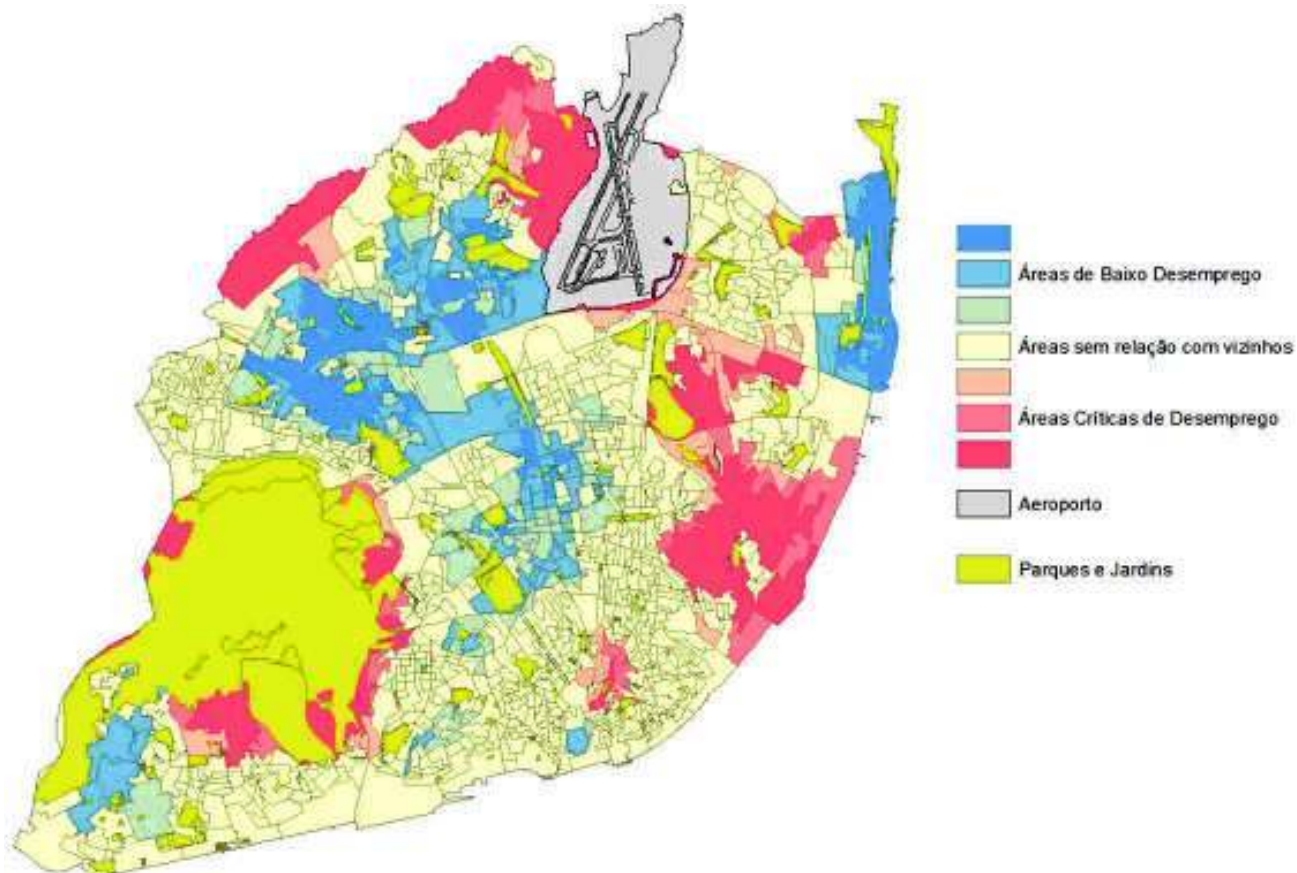 Áreas de Baixo Desemprego
Áreas sem relação com vizinhos
Áreas Críticas de Desemprego
Aeroporto
Parques e Jardins